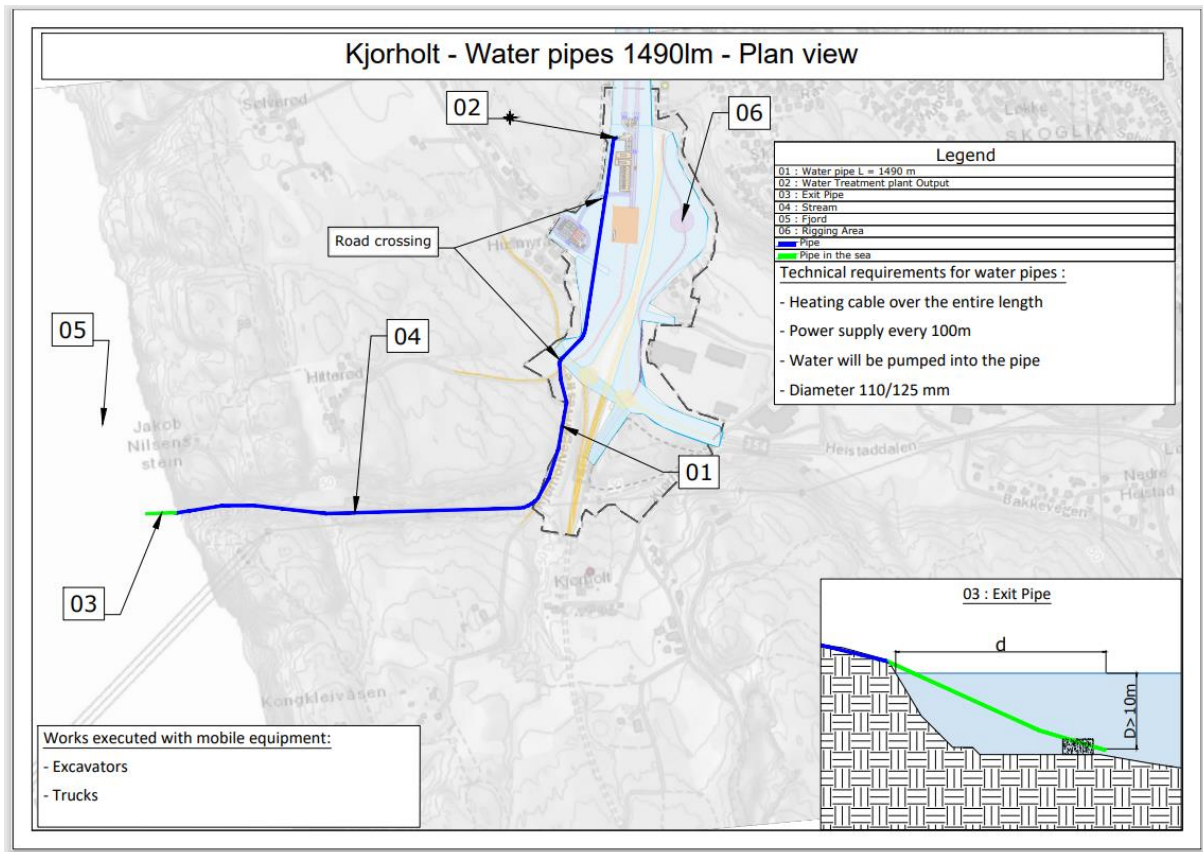 Kjorholt - Water pipes 1490lm - Plan view
Selverød
02
06
Løkke
SKOGLIA
Legend
01 : Water pipe L = 1490 m
02 : Water Treatment plant Output
03 : Exit Pipe
04 : Stream
05 : Fjord
06 : Rigging Area
Pipe
Pipe in the sea
Road crossing
Technical requirements for water pipes :
- Heating cable over the entire length
- Power supply every 100m
- Water will be pumped into the pipe
- Diameter 110/125 mm
05
04
Hitterød
Jakob
Nilsens-
stein
Heistaddalen
Nedre
Heistad
Bakkevegen
01
03
Kjørholt
Kongkleivåsen
03 : Exit Pipe
d
D> 10m
Works executed with mobile equipment:
- Excavators
- Trucks